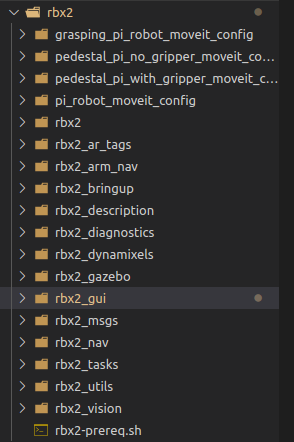 rbx2
grasping_pi_robot_moveit_config
pedestal_pi_no_gripper_moveit_co...
pedestal_pi_with_gripper_moveit_c...
pi_robot_moveit_config
rbx2
rbx2_ar_tags
rbx2_arm_nav
rbx2_bringup
rbx2_description
rbx2_diagnostics
rbx2_dynamixels
rbx2_gazebo
rbx2_gui
rbx2_msgs
rbx2_nav
rbx2_tasks
rbx2_utils
rbx2_vision
rbx2-prereq.sh